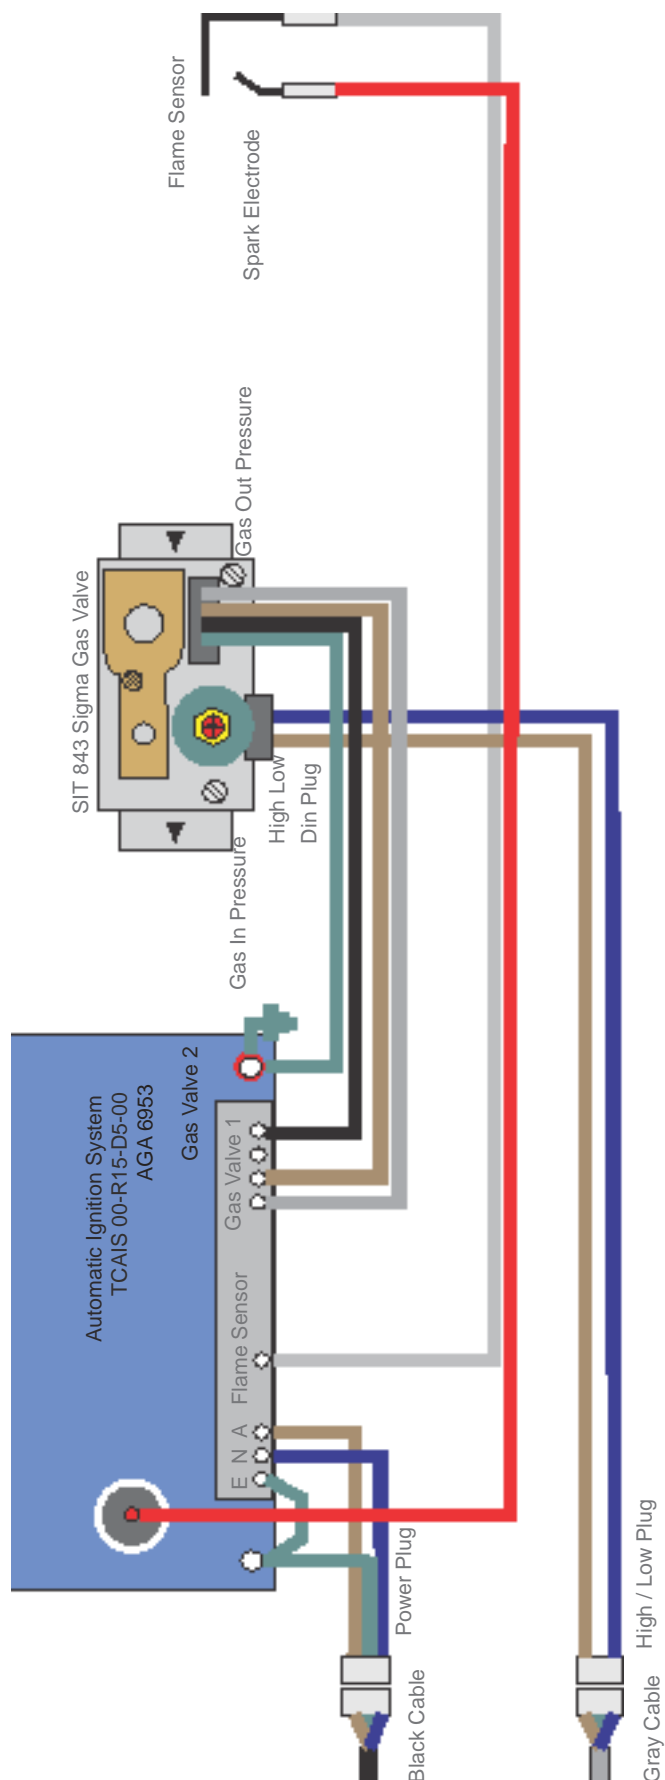 Flame Sensor
Spark Electrode
Gas Out Pressure
SIT 843 Sigma Gas Valve
High Low
Din Plug
Gas In Pressure
Automatic Ignition System
TCAIS 00-R15-D5-00
AGA 6953
Gas Valve 2
Gas Valve 1
Flame Sensor
E N A
Power Plug
High / Low Plug
Black Cable
Gray Cable